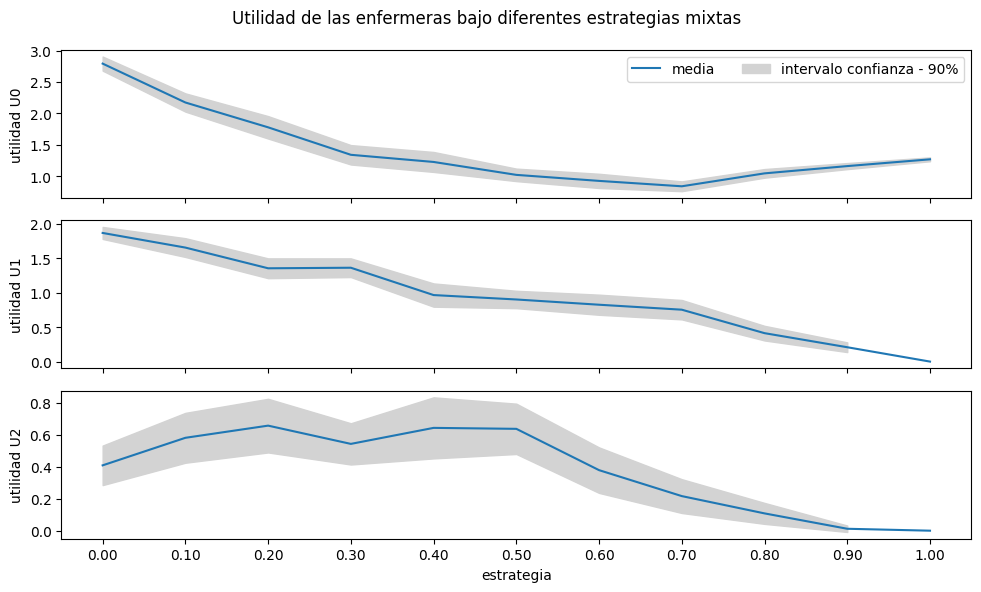 Utilidad de las enfermeras bajo diferentes estrategias mixtas
media
intervalo confianza - 90%
utilidad U0
3.0
2.5
2.0
1.5
1.0
utilidad U1
2.0
1.5
1.0
0.5
0.0
utilidad U2
0.8
0.6
0.4
0.2
0.0
0.00 0.10 0.20 0.30 0.40 0.50 0.60 0.70 0.80 0.90 1.00
estrategia